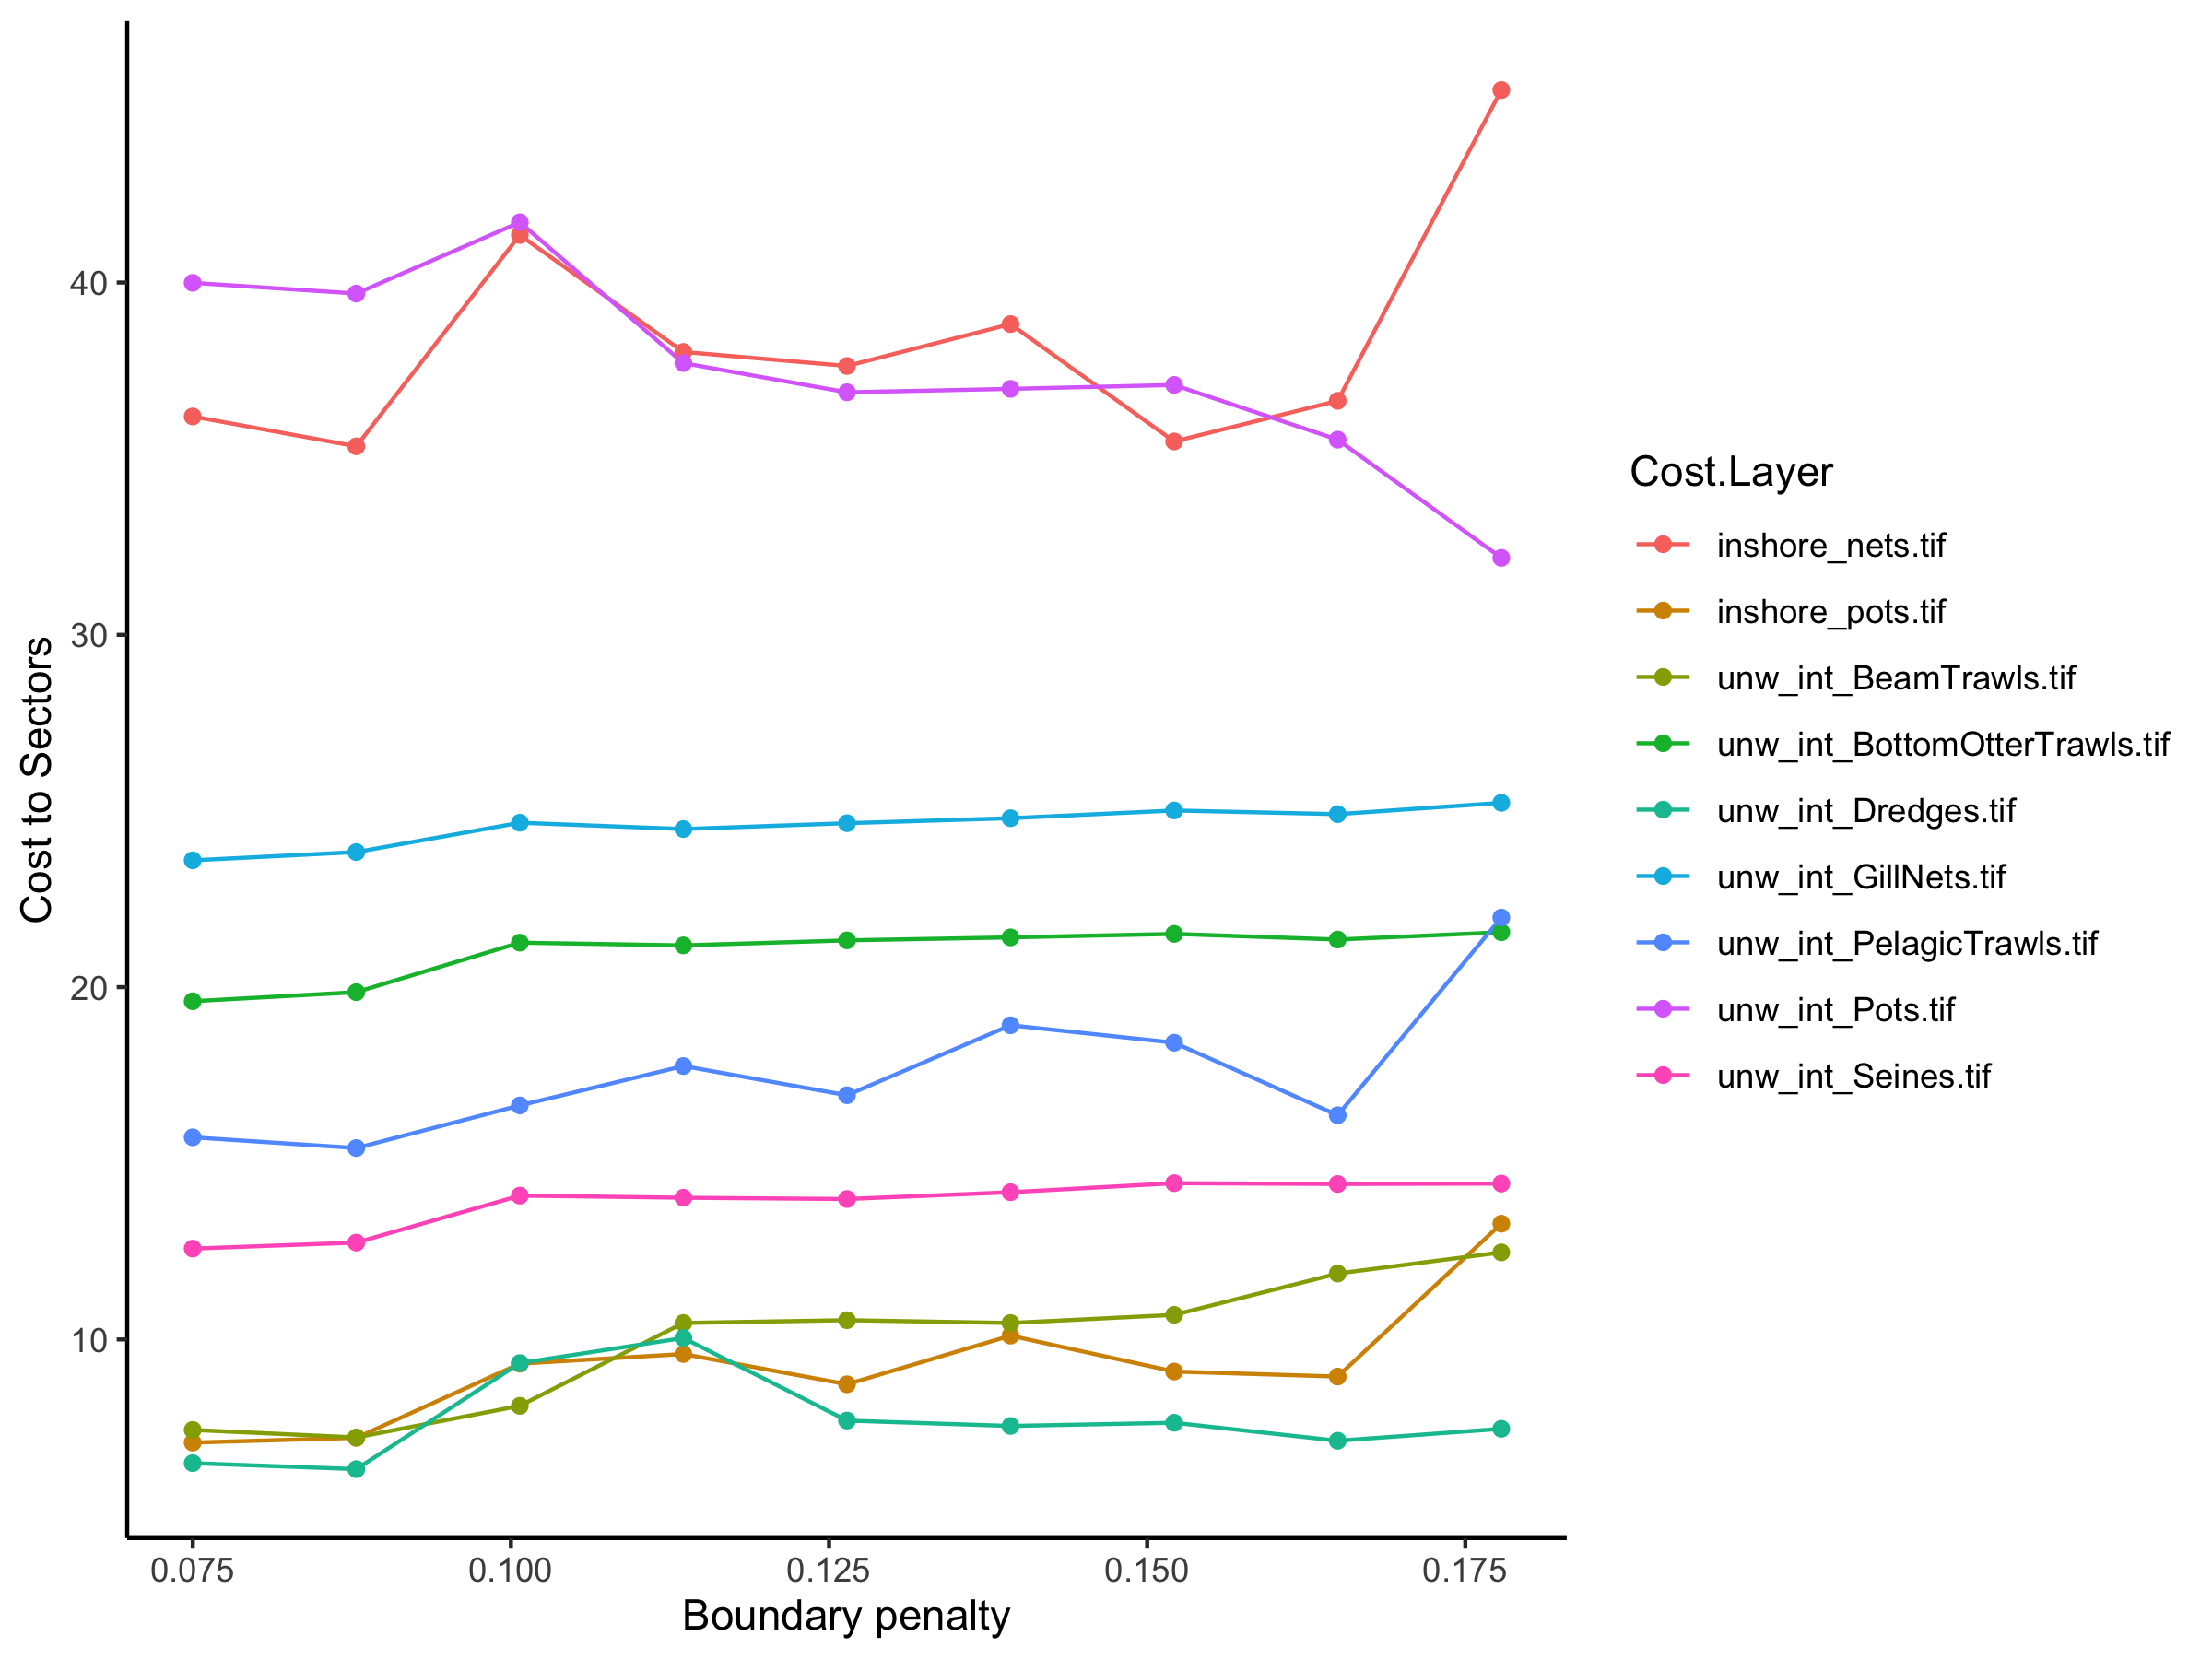 Cost to Sectors
40
30
20
10
0.075
0.100
0.125
0.150
0.175
Boundary penalty
Cost.Layer
inshore_nets.tif
inshore_pots.tif
unw_int_BeamTrawls.tif
unw_int_BottomOtterTrawls.tif
unw_int_Dredges.tif
unw_int_GillNets.tif
unw_int_PelagicTrawls.tif
unw_int_Pots.tif
unw_int_Seines.tif